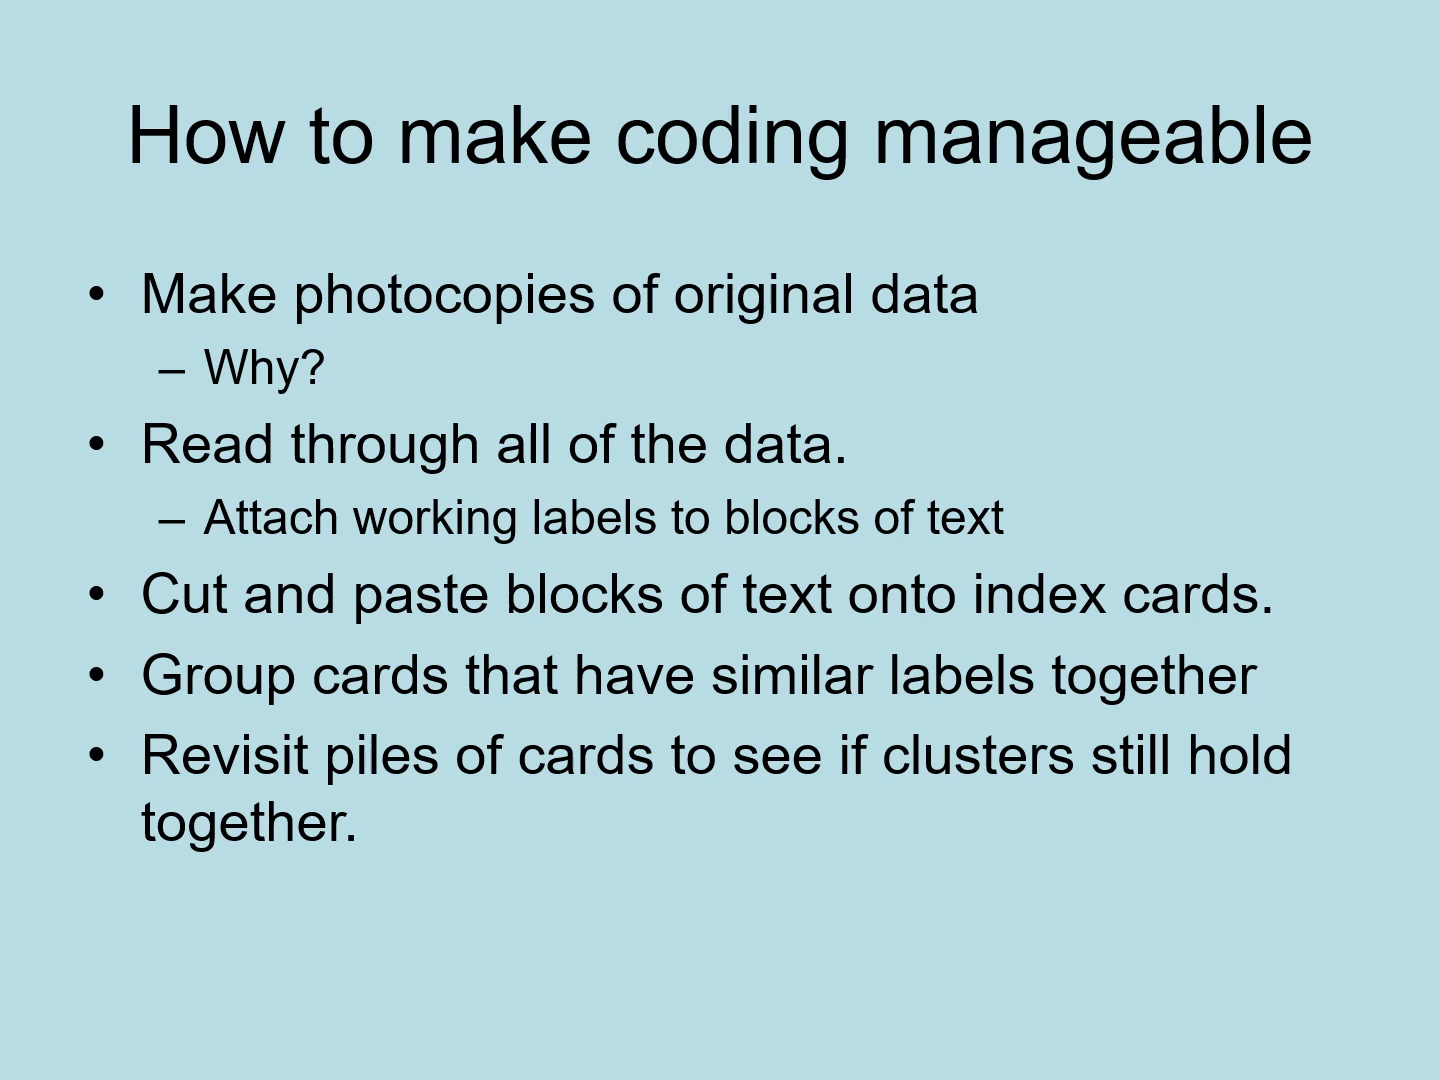 How to make coding manageable
• Make photocopies of original data
– Why?
• Read through all of the data.
– Attach working labels to blocks of text
• Cut and paste blocks of text onto index cards.
• Group cards that have similar labels together
• Revisit piles of cards to see if clusters still hold
together.